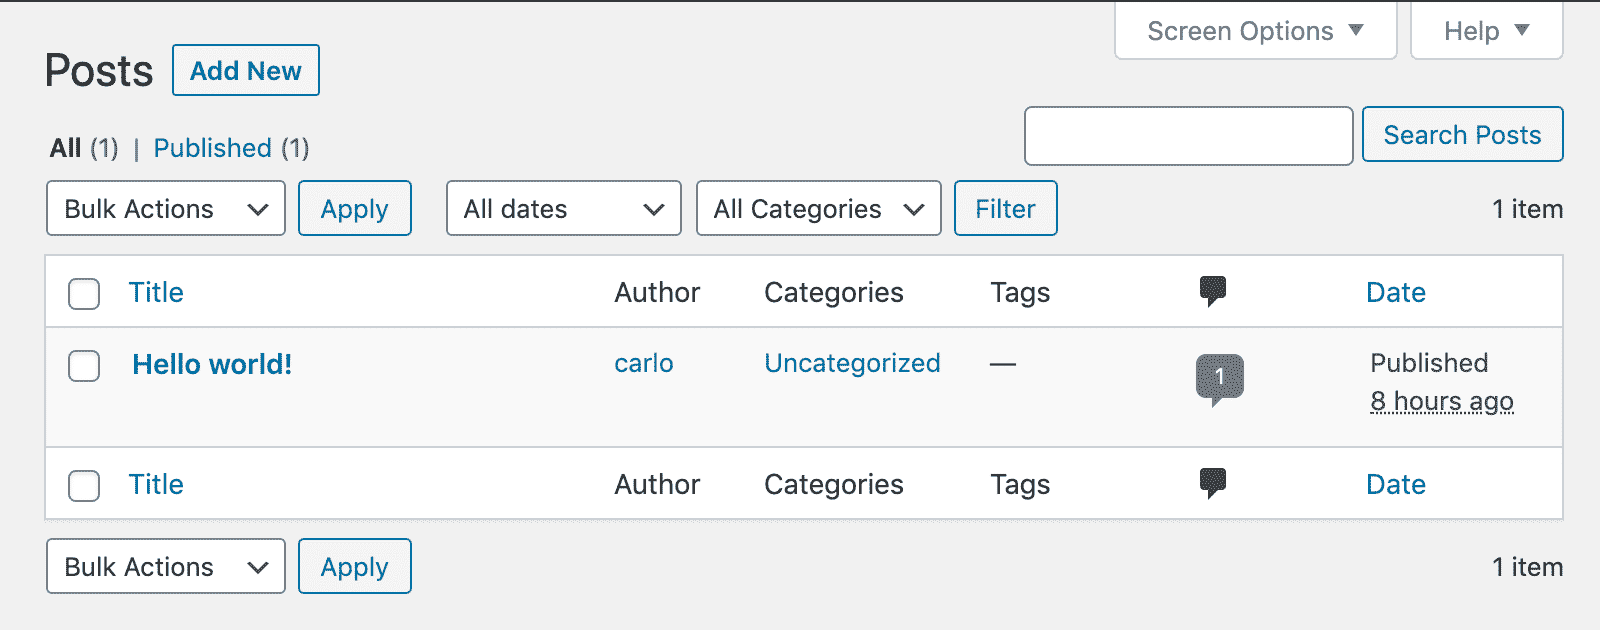 Screen Options ▼ Help ▼
Posts Add New
All (1) | Published (1) Search Posts
Bulk Actions Apply All dates All Categories Filter 1 item
Title Author Categories Tags Date
Hello world! carlo Uncategorized — 1 Published
8 hours ago
Title Author Categories Tags Date
Bulk Actions Apply 1 item